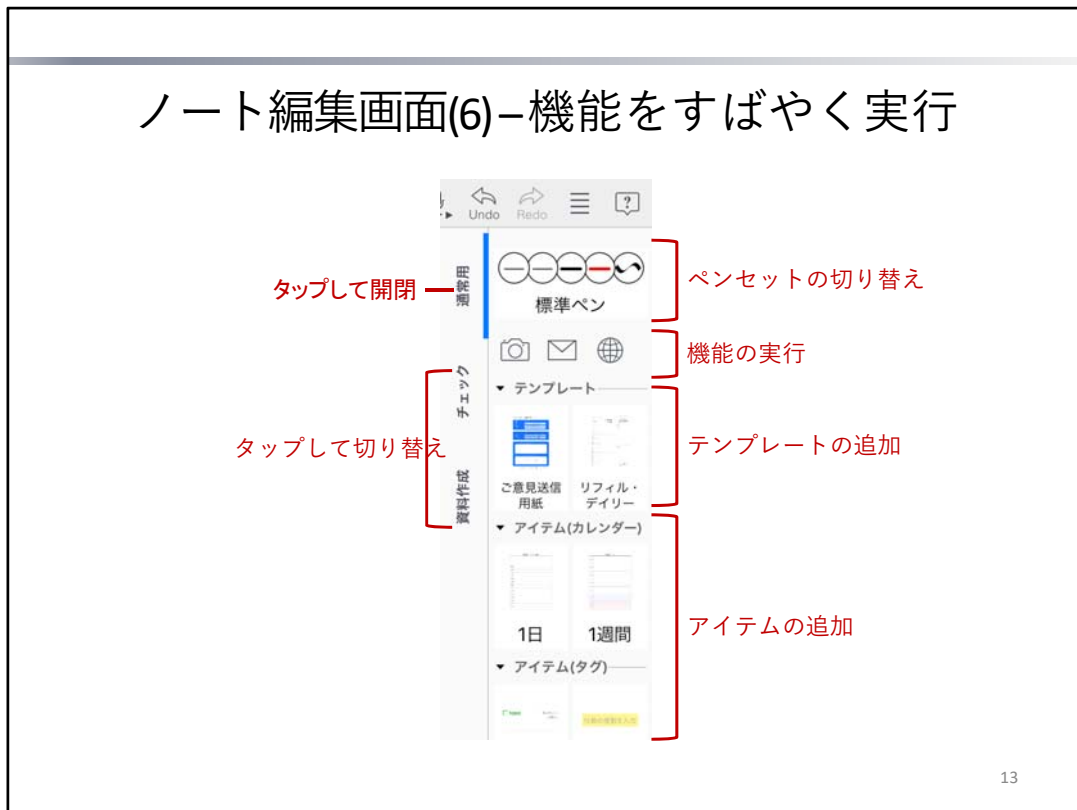 ノート編集画面(6)–機能をすばやく実行
Undo
Redo
?
タップして開閉
通常用
標準ペン
ペンセットの切り替え
機能の実行
チェック
タップして切り替え
資料作成
テンプレート
ご意見送信
用紙
リフィル・
デイリー
テンプレートの追加
アイテム(カレンダー)
1日
1週間
アイテムの追加
アイテム(タグ)
13